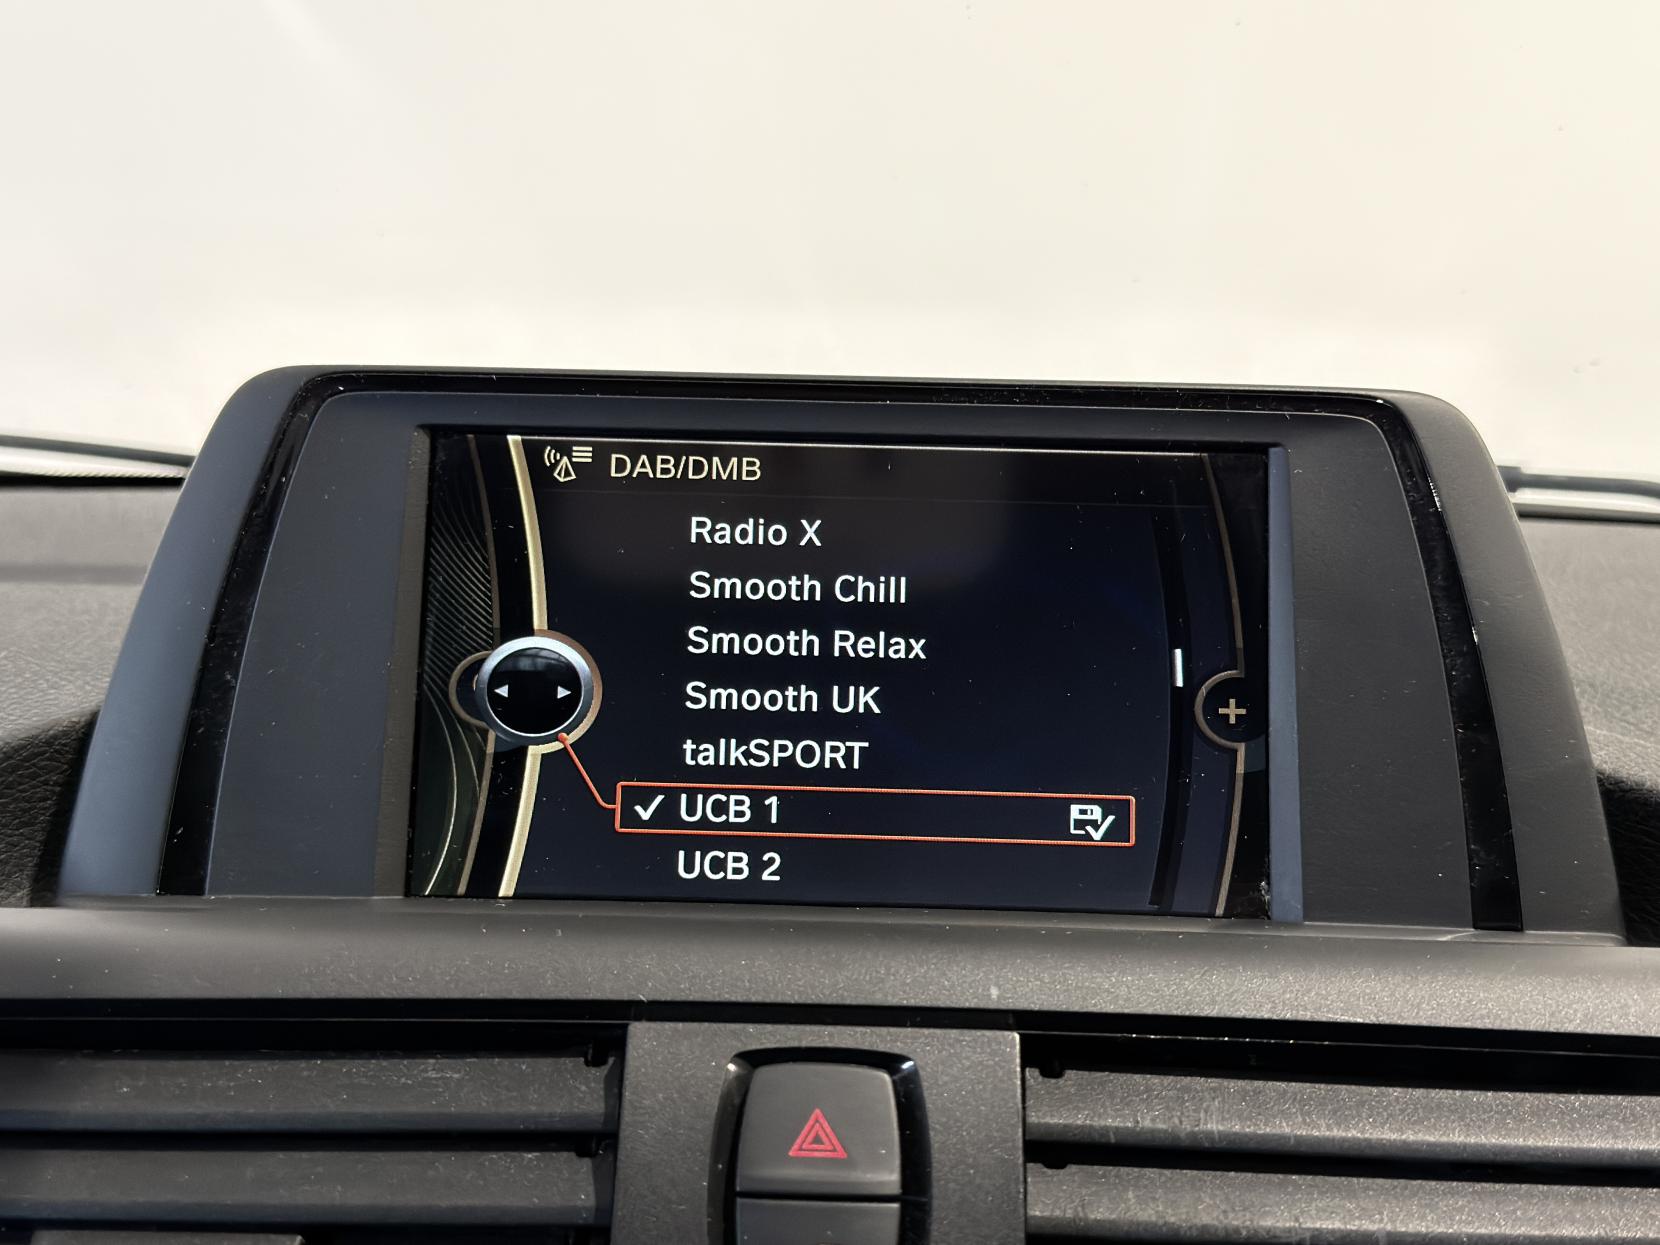 DAB/DMB
Radio X
Smooth Chill
Smooth Relax
Smooth UK
talkSPORT
UCB 1
UCB 2